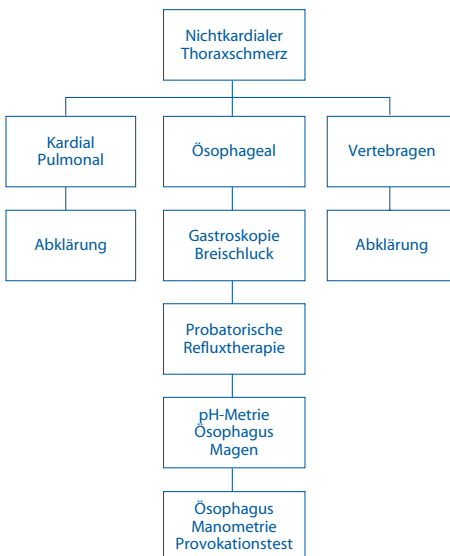 Nichtkardialer
Thoraxschmerz
Kardial
Pulmonal
Ösophageal
Vertebragen
Abklärung
Gastroskopie
Breischluck
Abklärung
Probatorische
Refluxtherapie
pH-Metrie
Ösophagus
Magen
Ösophagus
Manometrie
Provokationstest